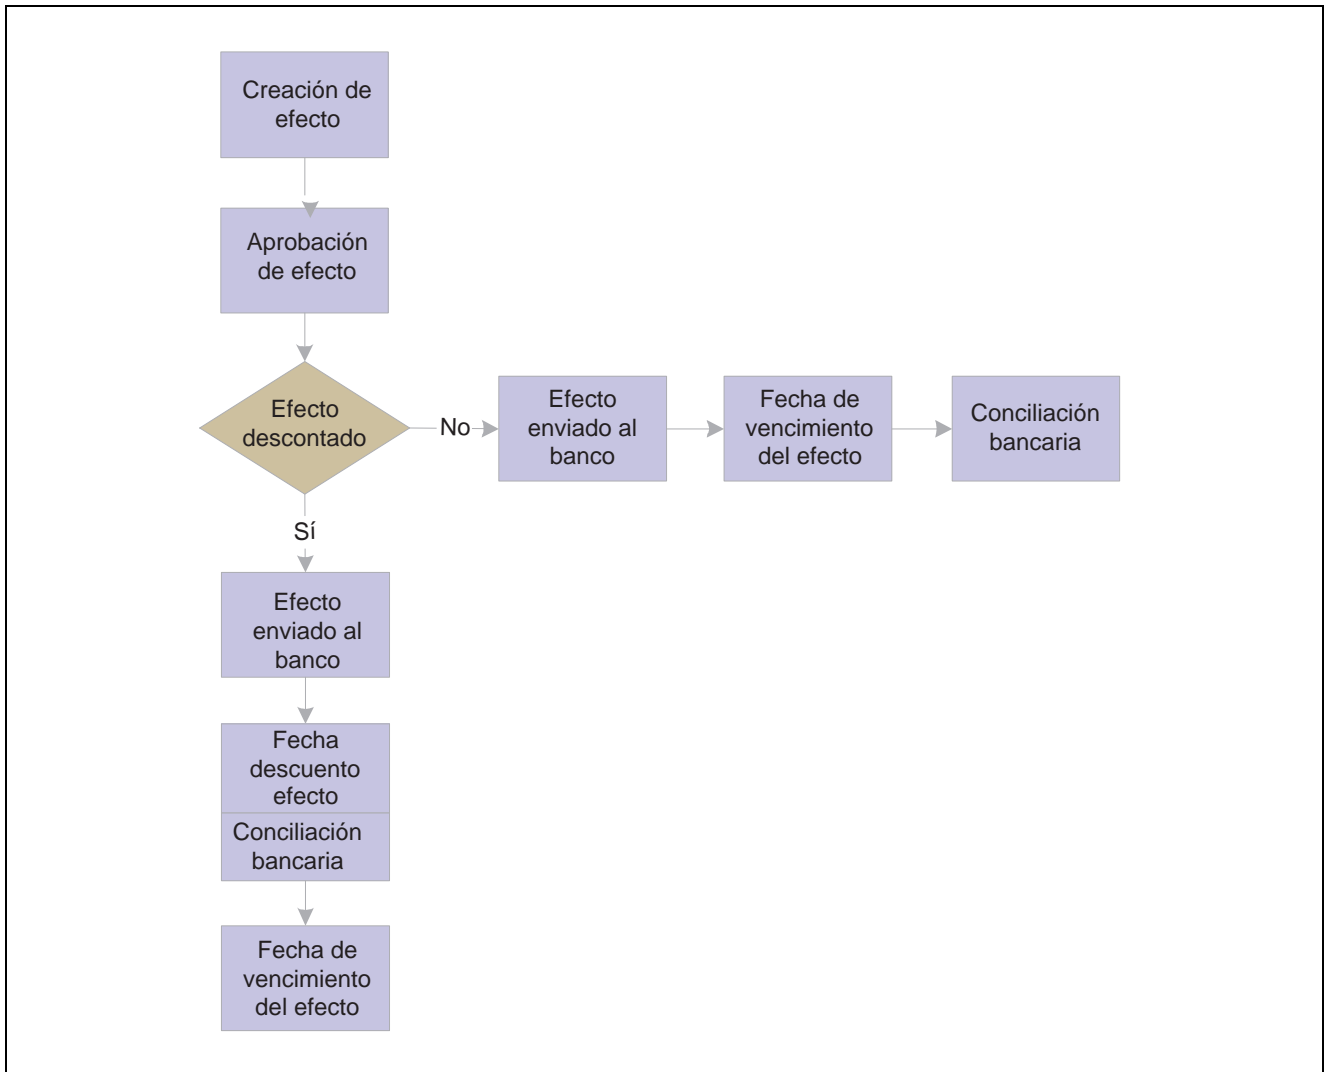 Creación de
efecto
Aprobación
de efecto
Efecto
descontado
No
Efecto
enviado al
banco
Fecha de
vencimiento
del efecto
Conciliación
bancaria
Sí
Efecto
enviado al
banco
Fecha
descuento
efecto
Conciliación
bancaria
Fecha de
vencimiento
del efecto